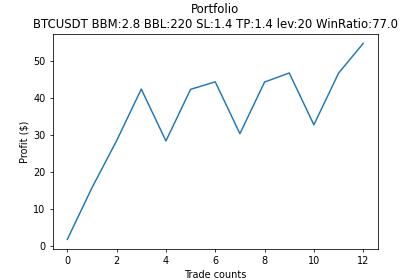 Portfolio
BTCUSDT BBM:2.8 BBL:220 SL:1.4 TP:1.4 lev:20 WinRatio:77.0
50
40
30
20
10
0
Profit ($)
0 2 4 6 8 10 12
Trade counts